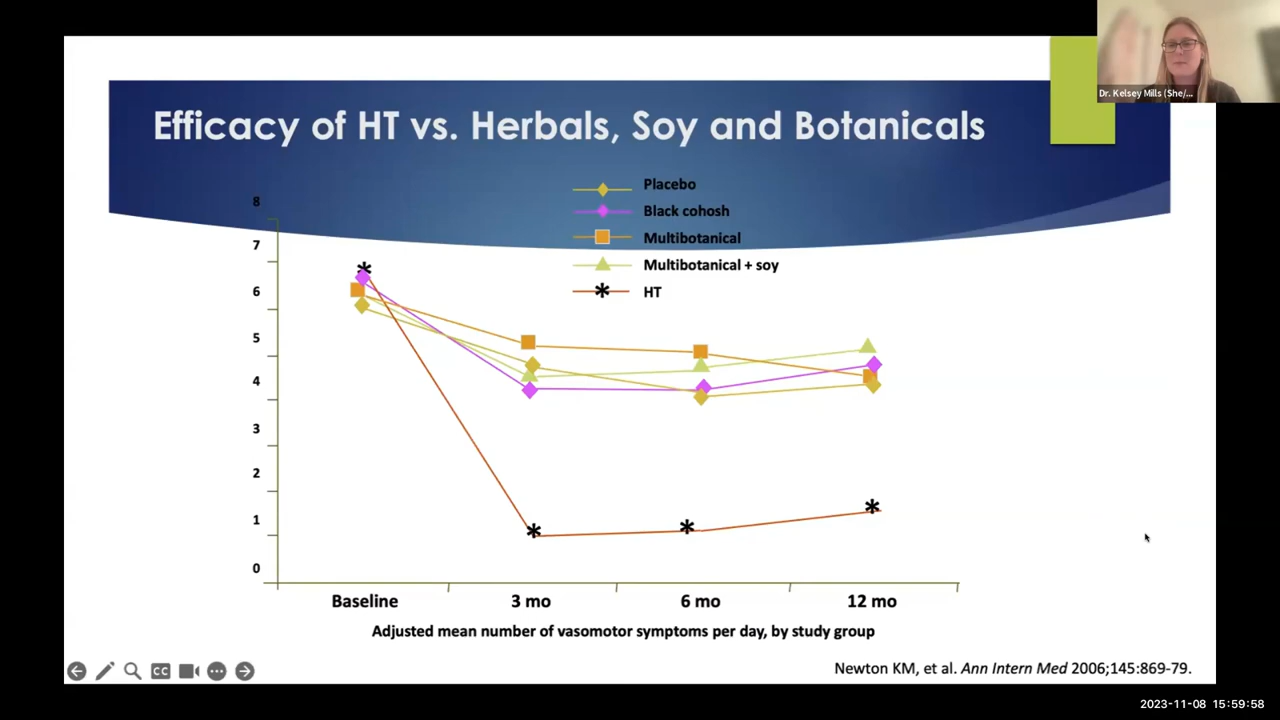 Dr. Kelsey Mills (She/...
Efficacy of HT vs. Herbals, Soy and Botanicals
Placebo
Black cohosh
Multibotanical
Multibotanical + soy
HT
8
7
6
5
4
3
2
1
0
Baseline
3 mo
6 mo
12 mo
Adjusted mean number of vasomotor symptoms per day, by study group
CC
Newton KM, et al. Ann Intern Med 2006;145:869-79.
2023-11-08 15:59:58